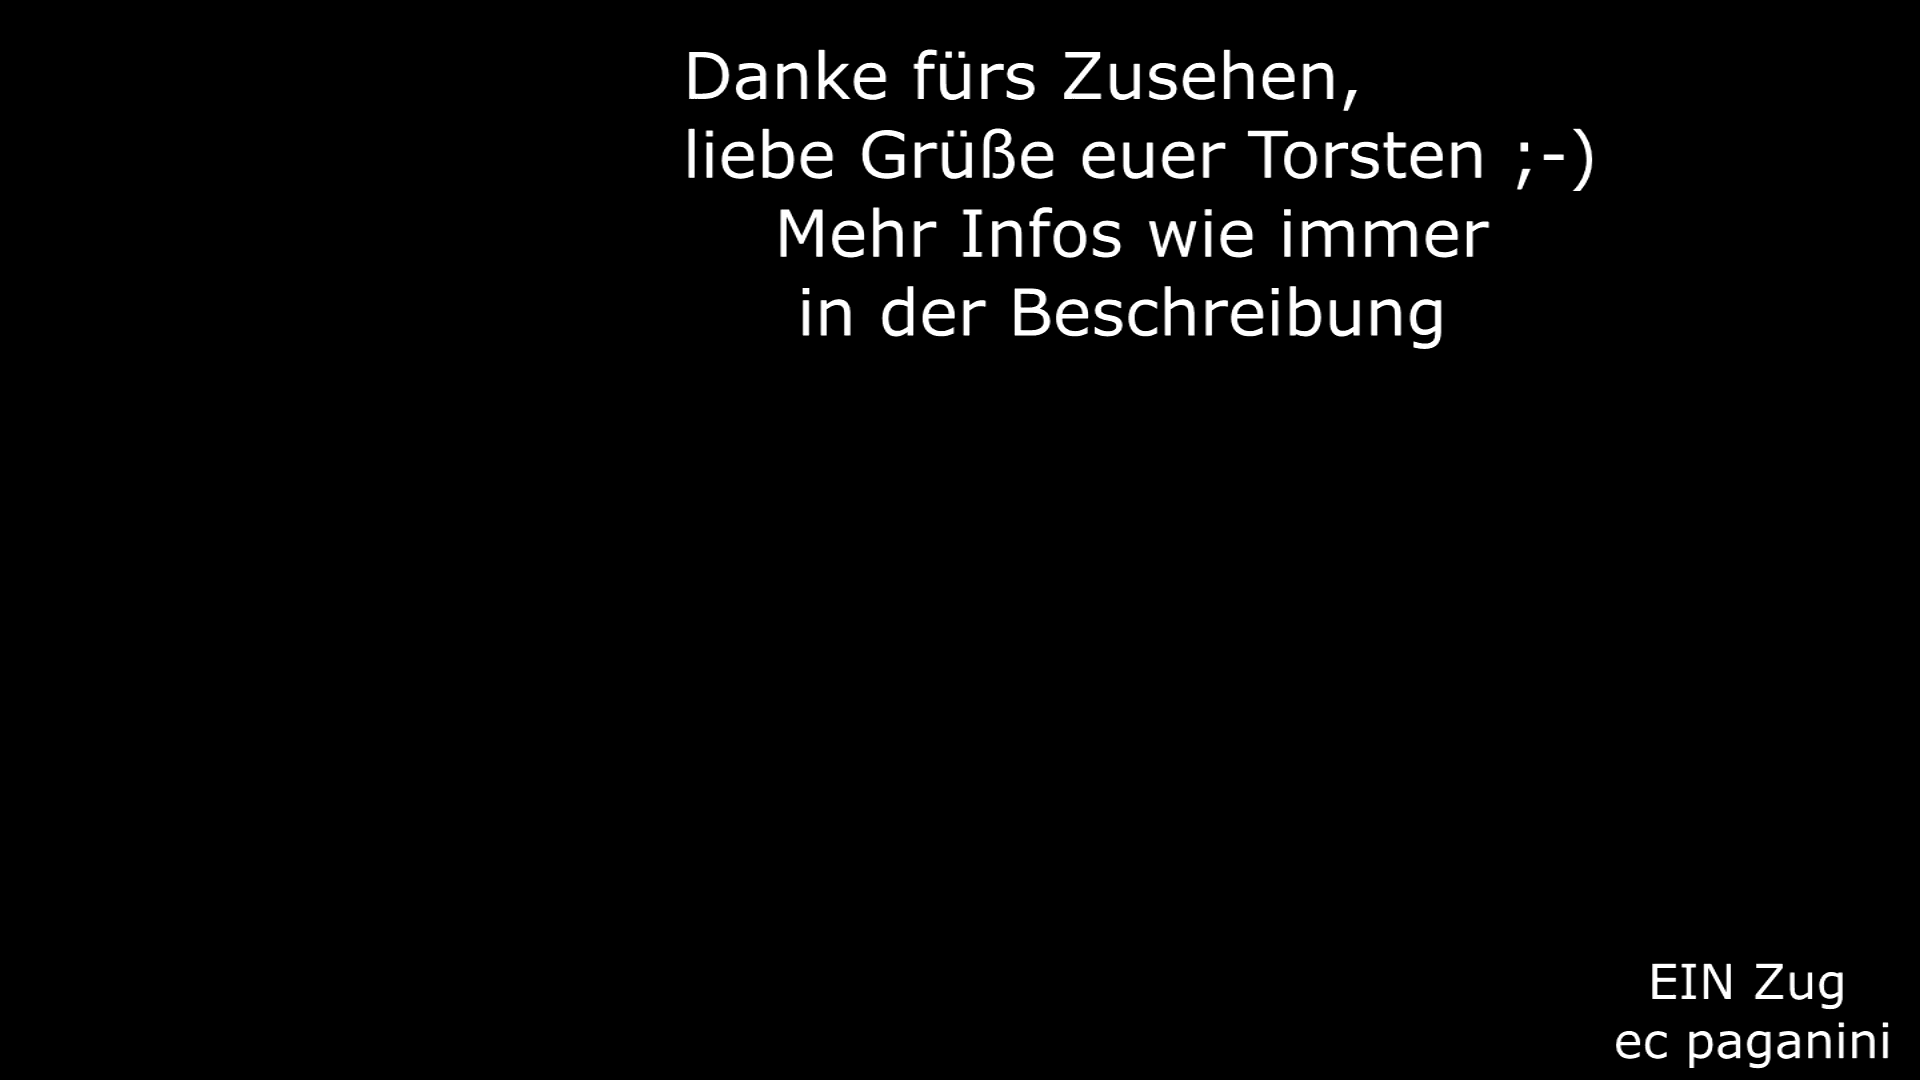 Danke fürs Zusehen,
liebe Grüße euer Torsten ;-)
Mehr Infos wie immer
in der Beschreibung
EIN Zug
ec paganini